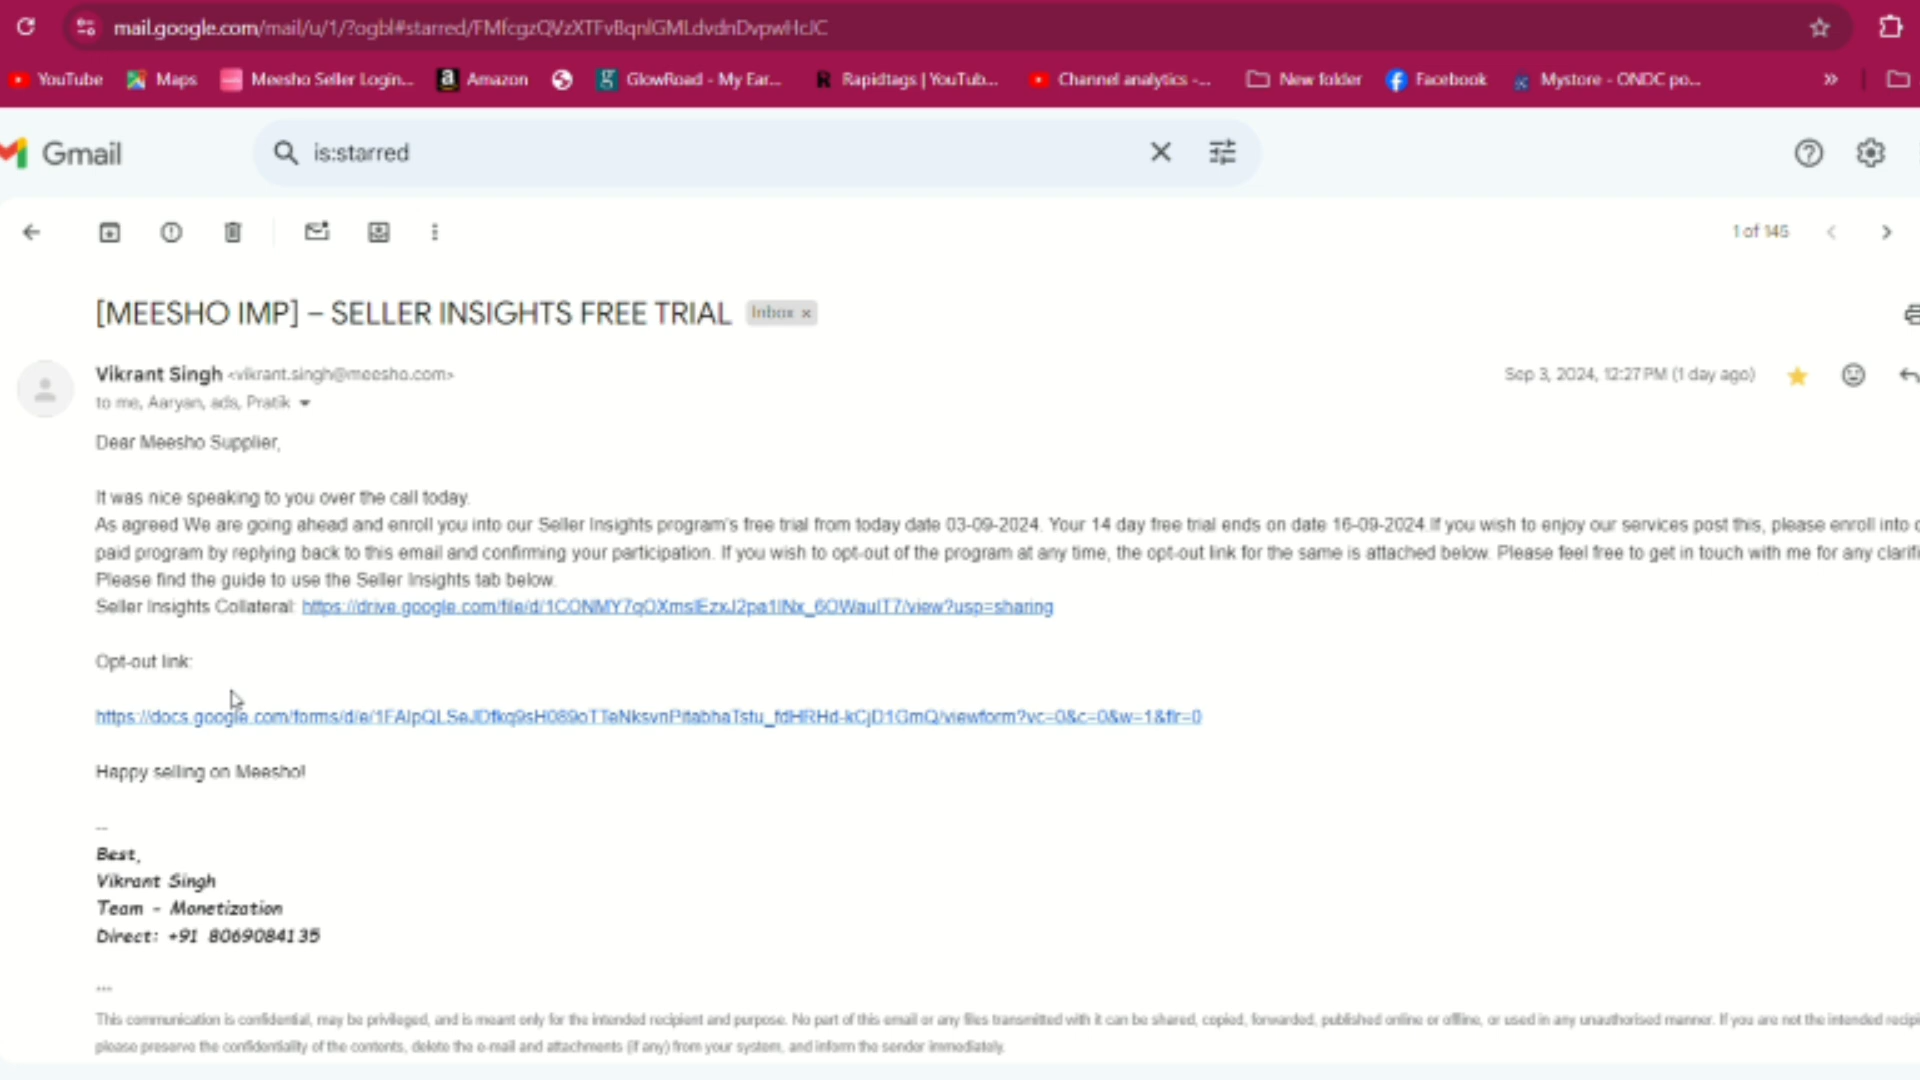 mail.google.com/mail/u/1/?ogbl#starred/FMfcgzQVzXTFvBqnlGMLdvdnDvpwHcJC
YouTube Maps Meesho Seller Login... Amazon GlowRoad - My Ear... Rapidtags | YouTub... Channel analytics -... New folder Facebook Mystore - ONDC po... »
Gmail is:starred
1 of 145
[MEESHO IMP] – SELLER INSIGHTS FREE TRIAL Inbox x
Vikrant Singh <vikrant.singh@meesho.com> Sep 3, 2024, 12:27 PM (1 day ago)
to me, Aaryan, ads, Pratik
Dear Meesho Supplier,
It was nice speaking to you over the call today.
As agreed We are going ahead and enroll you into our Seller Insights program's free trial from today date 03-09-2024. Your 14 day free trial ends on date 16-09-2024 If you wish to enjoy our services post this, please enroll into
paid program by replying back to this email and confirming your participation. If you wish to opt-out of the program at any time, the opt-out link for the same is attached below. Please feel free to get in touch with me for any clarifi
Please find the guide to use the Seller Insights tab below.
Seller Insights Collateral: 
Opt-out link:
Happy selling on Meesho!
--
Best,
Vikrant Singh
Team - Monetization
Direct: +91 8069084135
...
This communication is confidential, may be privileged, and is meant only for the intended recipient and purpose. No part of this email or any files transmitted with it can be shared, copied, forwarded, published online or offline, or used in any unauthorised manner. If you are not the intended recipi
please preserve the confidentiality of the contents, delete the e-mail and attachments (if any) from your system, and inform the sender immediately.